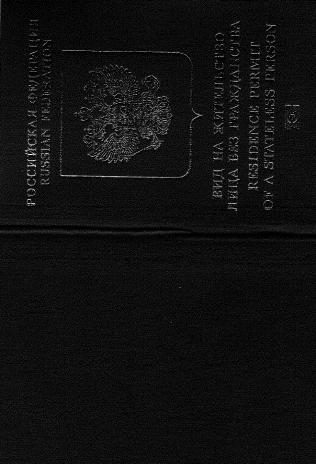 РОССИЙСКАЯ ФЕДЕРАЦИЯ
RUSSIAN FEDERATION
ВИД НА ЖИТЕЛЬСТВО
ЛИЦА БЕЗ ГРАЖДАНСТВА
RESIDENCE PERMIT
OF A STATELESS PERSON